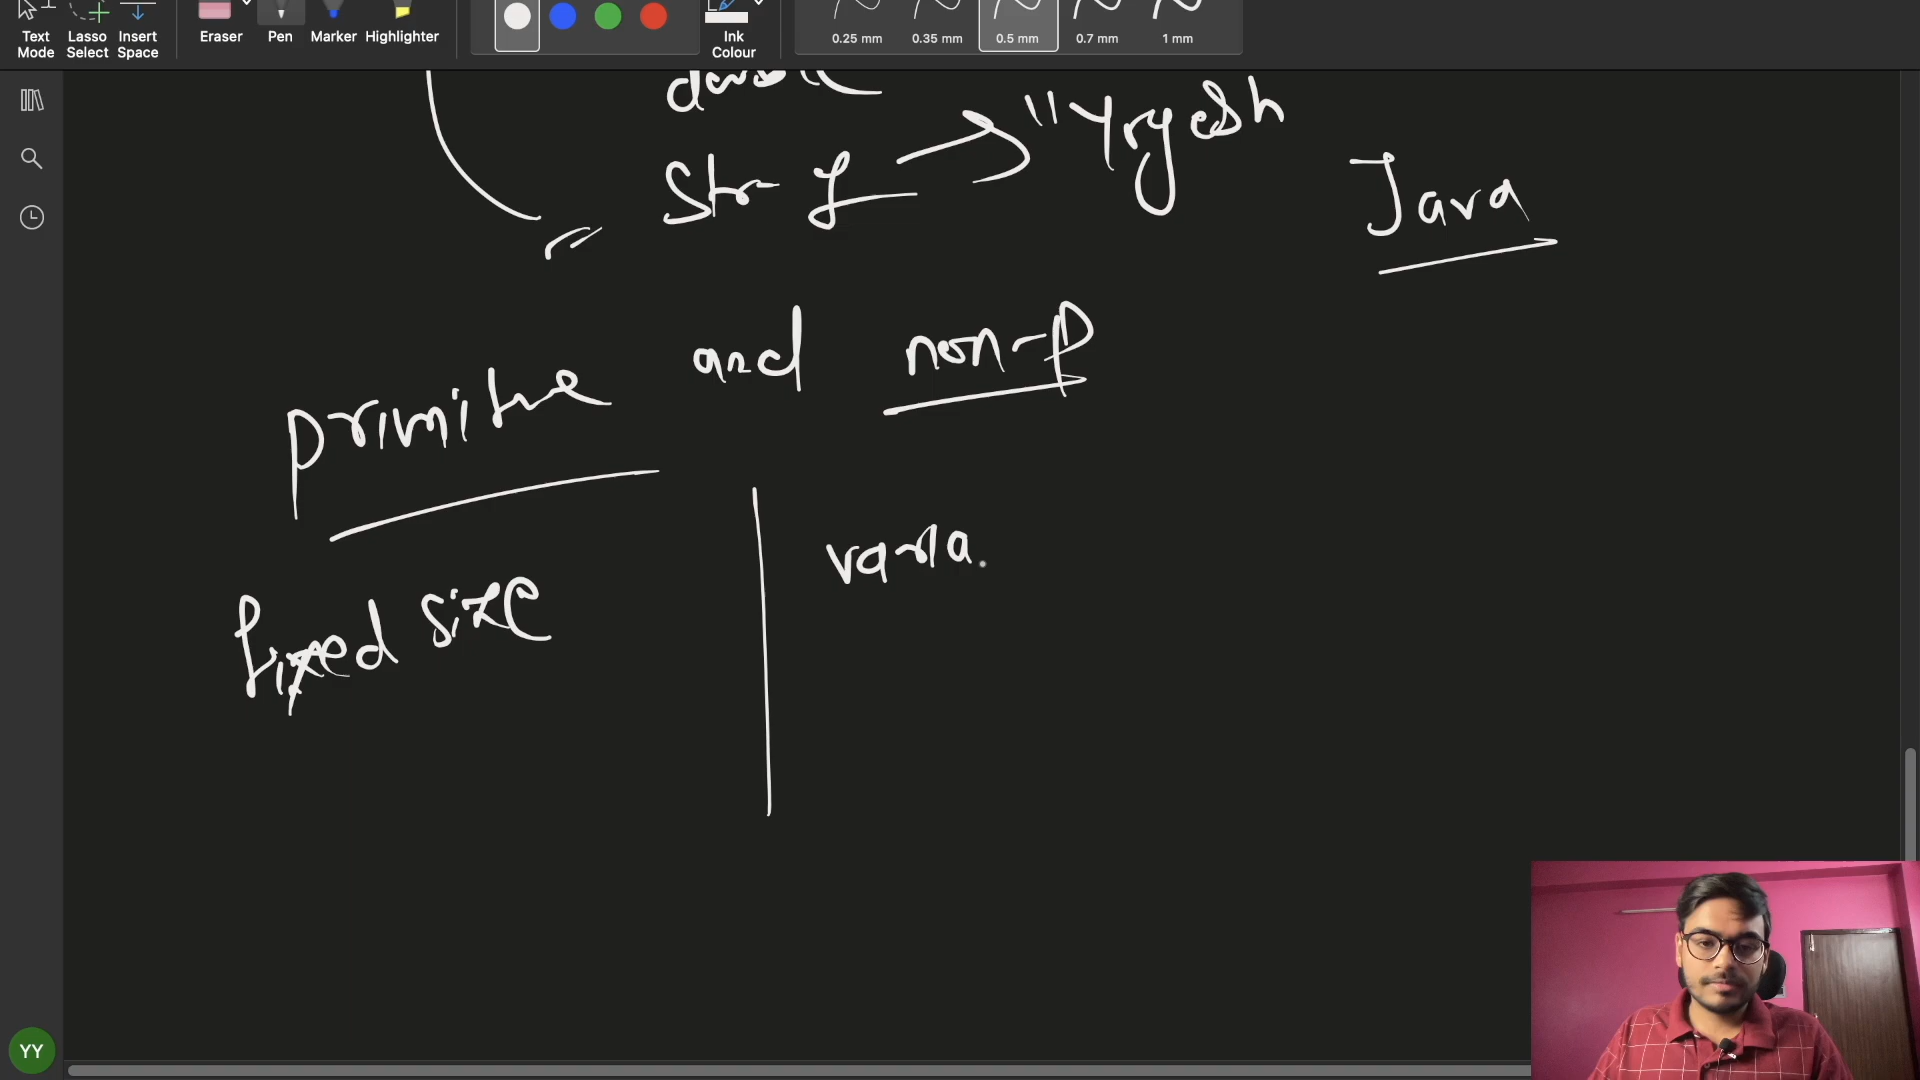 Text Mode
Lasso Select
Insert Space
Eraser
Pen
Marker
Highlighter
Ink Colour
0.25 mm
0.35 mm
0.5 mm
0.7 mm
1 mm
"Yogesh
Java
primitive and non-p
fixed size
varia
YY